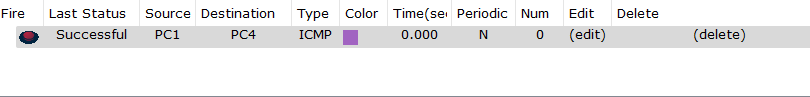 Fire Last Status Source Destination Type Color Time(sec Periodic Num Edit Delete
Successful PC1 PC4 ICMP 0.000 N 0 (edit) (delete)